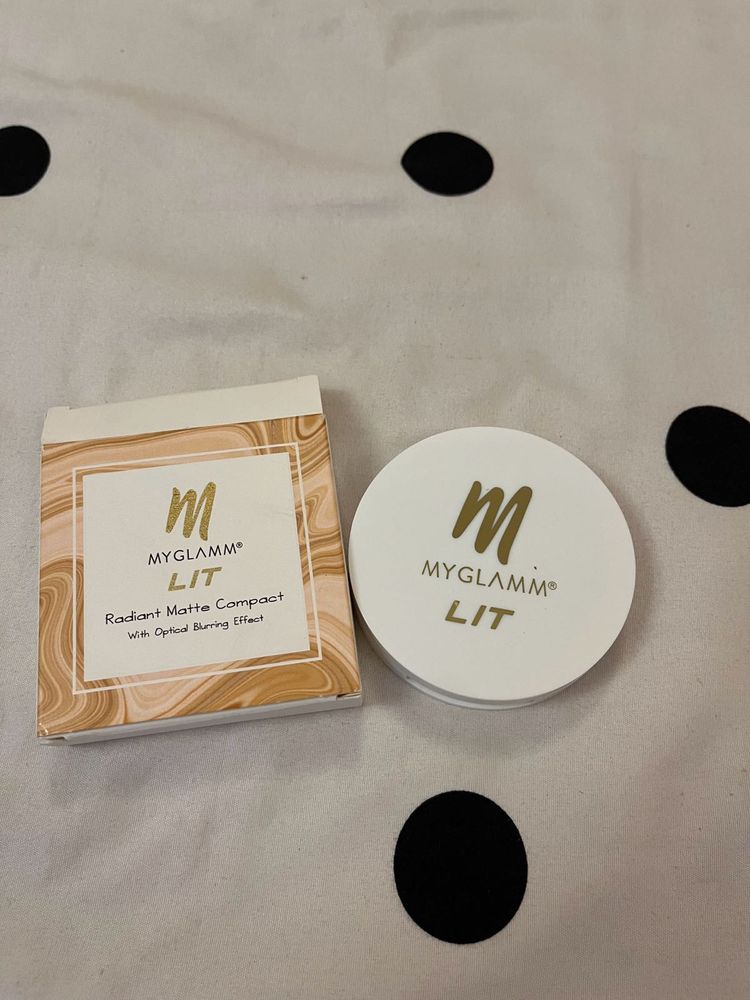 M
MYGLAMM®
LIT
Radiant Matte Compact
With Optical Blurring Effect
M
MYGLAMM®
LIT